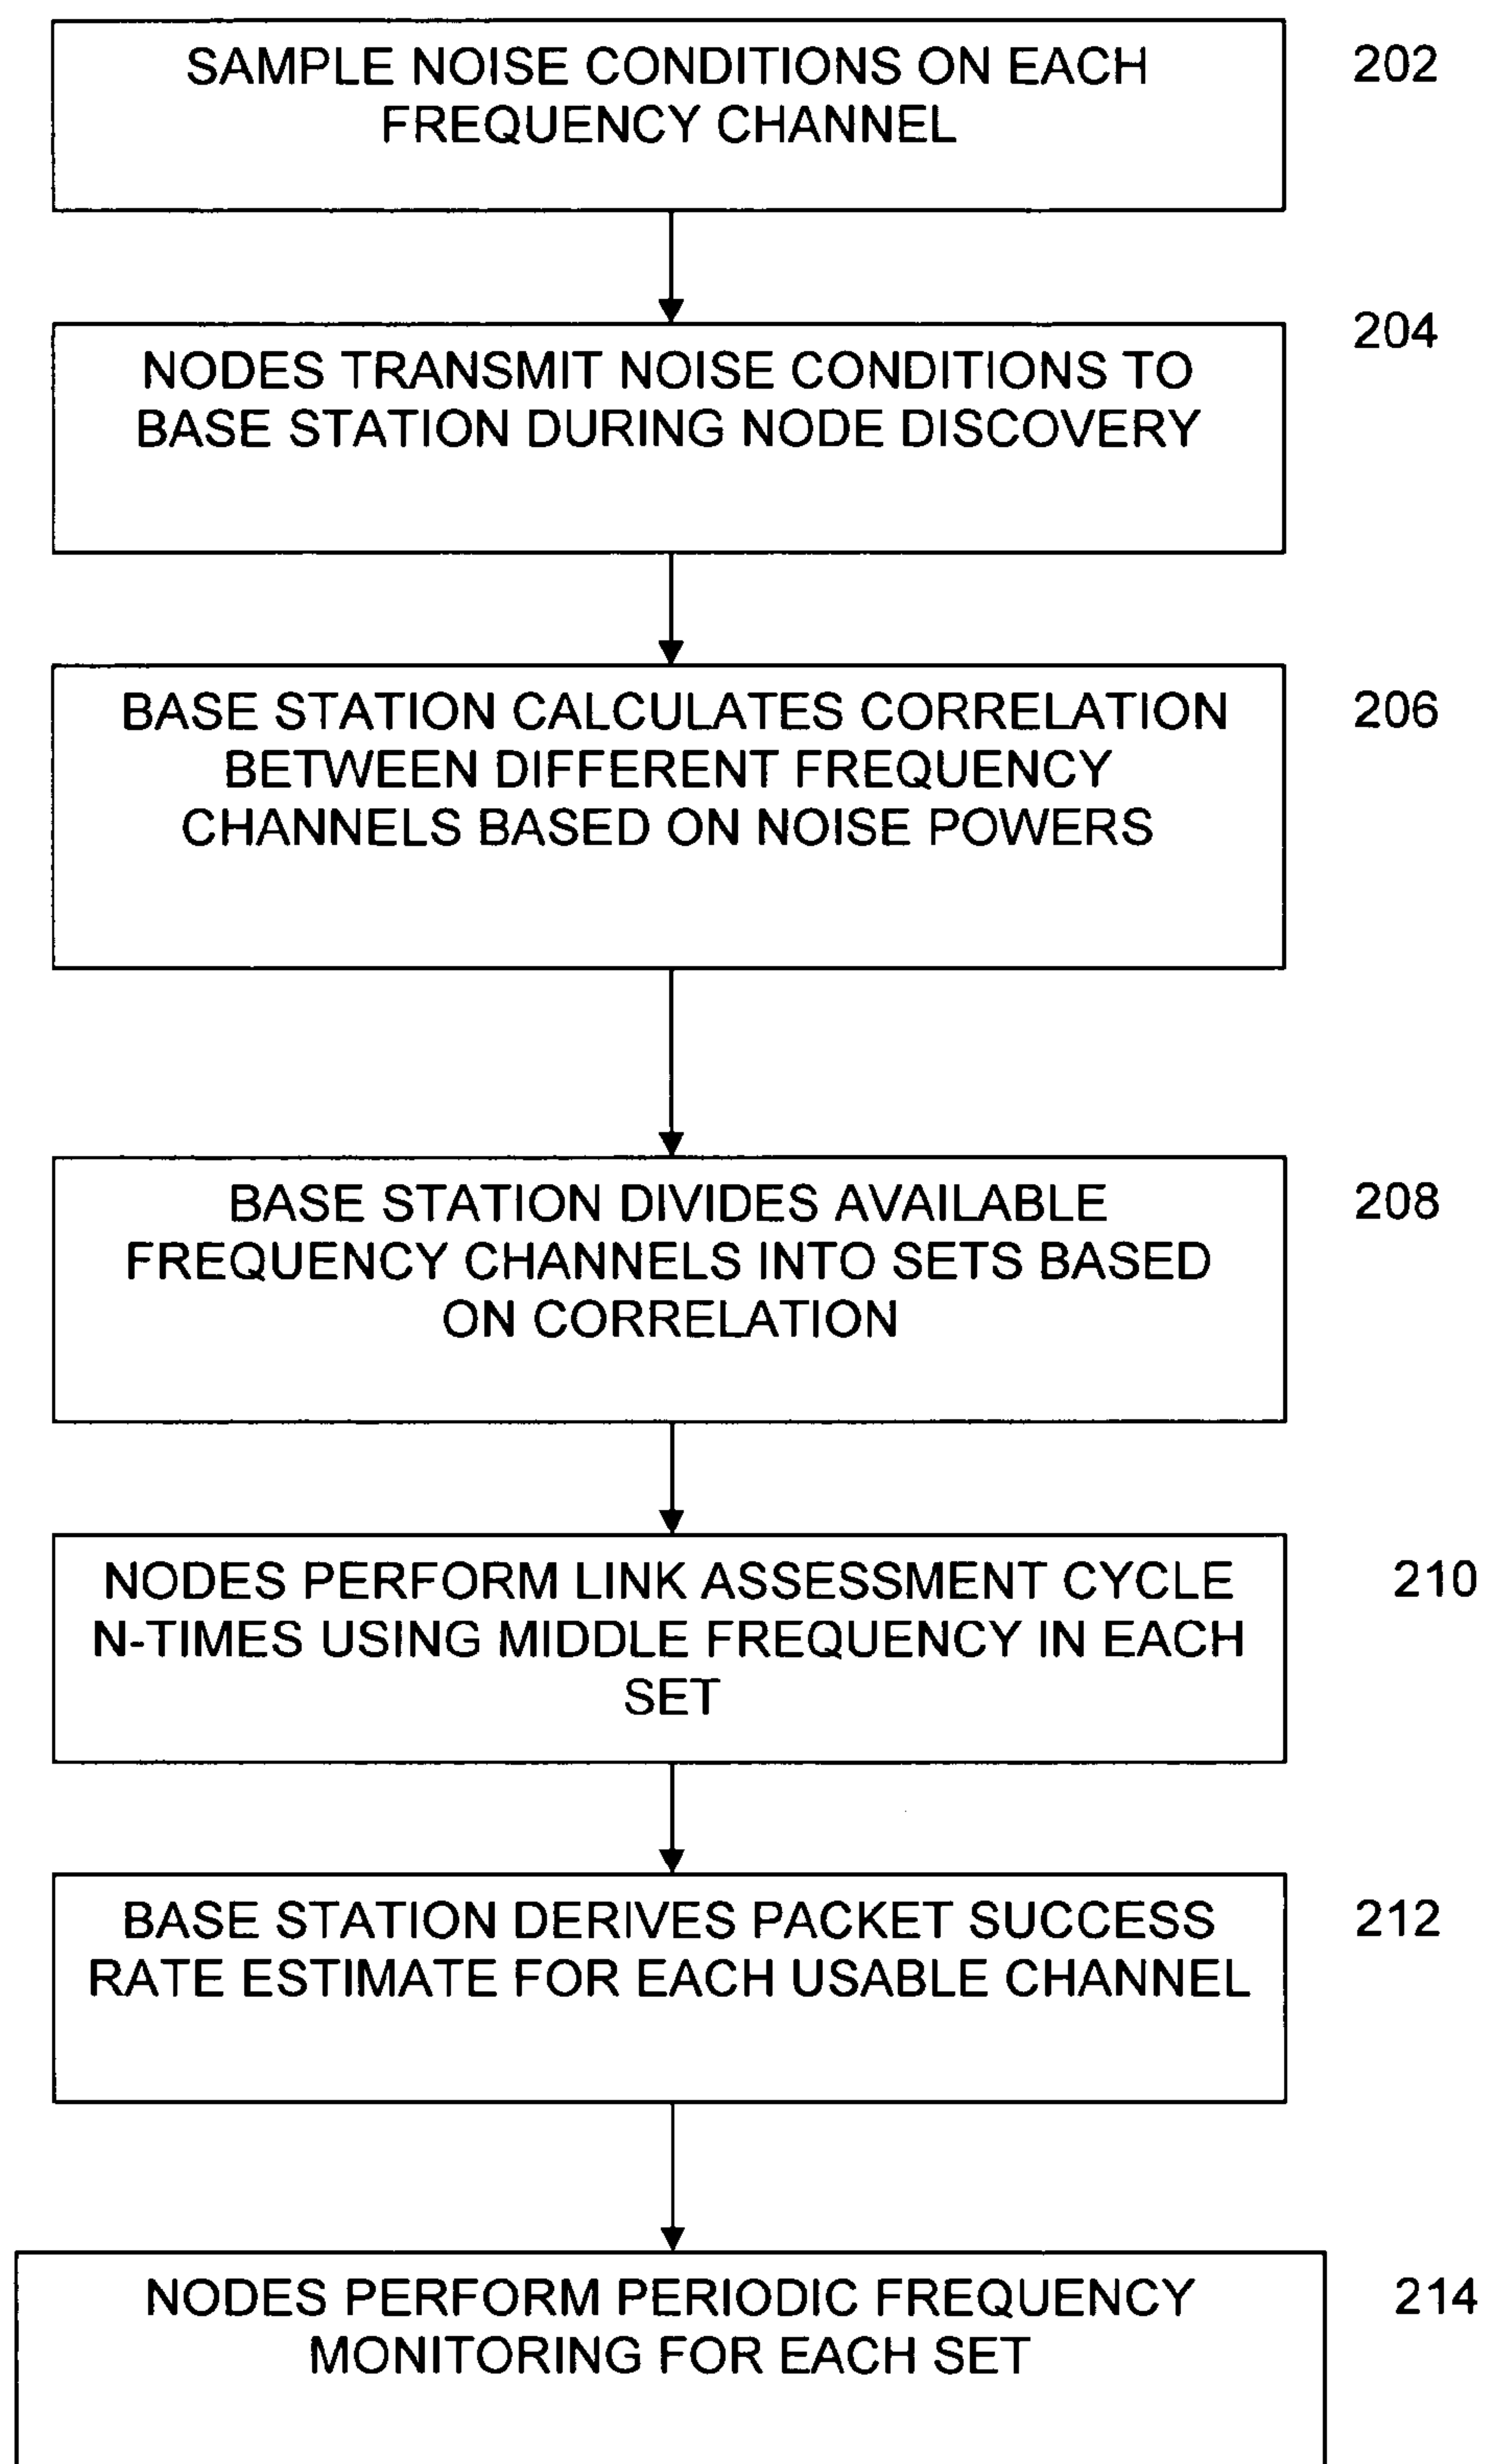 SAMPLE NOISE CONDITIONS ON EACH
FREQUENCY CHANNEL
202
NODES TRANSMIT NOISE CONDITIONS TO
BASE STATION DURING NODE DISCOVERY
204
BASE STATION CALCULATES CORRELATION
BETWEEN DIFFERENT FREQUENCY
CHANNELS BASED ON NOISE POWERS
206
BASE STATION DIVIDES AVAILABLE
FREQUENCY CHANNELS INTO SETS BASED
ON CORRELATION
208
NODES PERFORM LINK ASSESSMENT CYCLE
N-TIMES USING MIDDLE FREQUENCY IN EACH
SET
210
BASE STATION DERIVES PACKET SUCCESS
RATE ESTIMATE FOR EACH USABLE CHANNEL
212
NODES PERFORM PERIODIC FREQUENCY
MONITORING FOR EACH SET
214